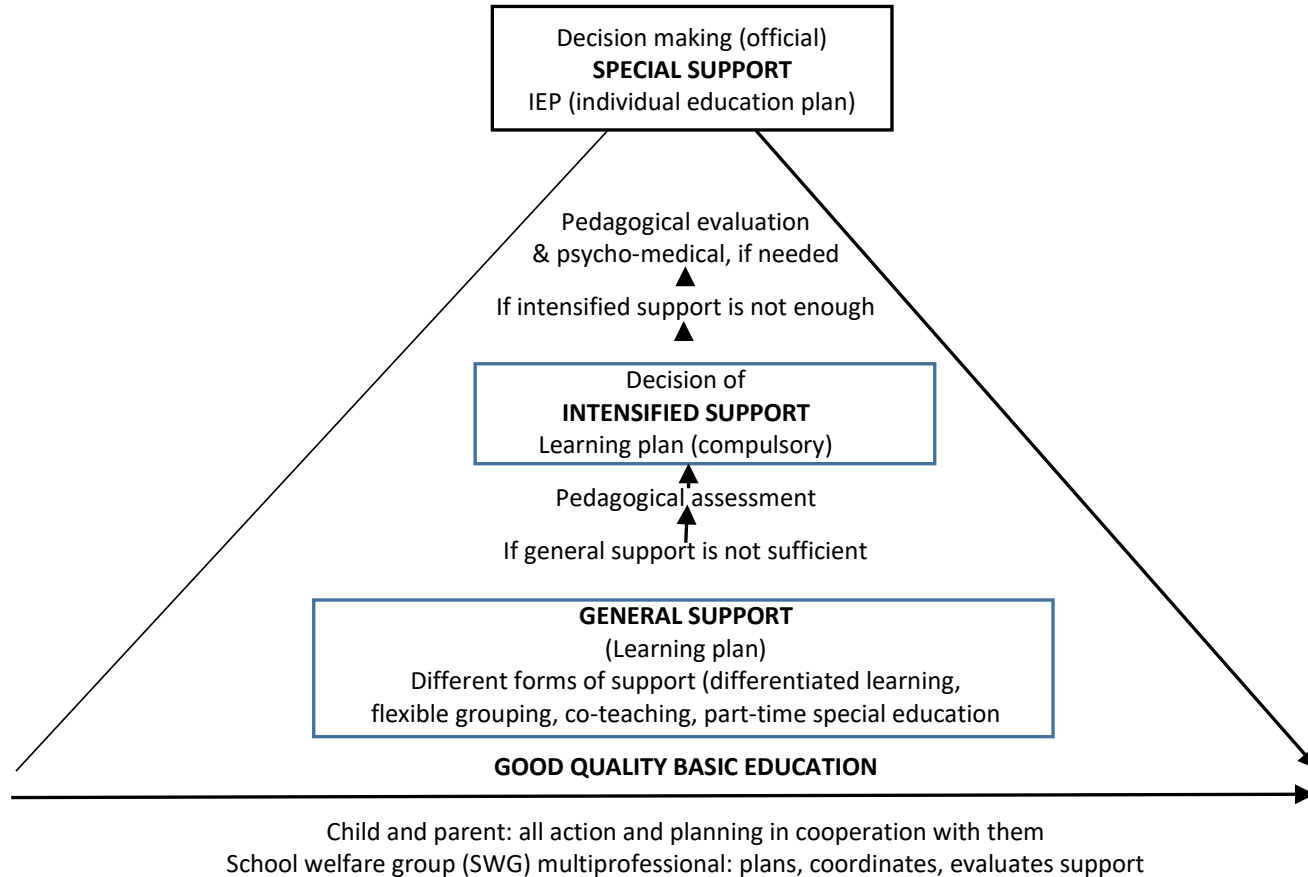 Decision making (official)
SPECIAL SUPPORT
IEP (individual education plan)
Pedagogical evaluation
& psycho-medical, if needed
If intensified support is not enough
Decision of
INTENSIFIED SUPPORT
Learning plan (compulsory)
Pedagogical assessment
If general support is not sufficient
GENERAL SUPPORT
(Learning plan)
Different forms of support (differentiated learning,
flexible grouping, co-teaching, part-time special education
GOOD QUALITY BASIC EDUCATION
Child and parent: all action and planning in cooperation with them
School welfare group (SWG) multiprofessional: plans, coordinates, evaluates support